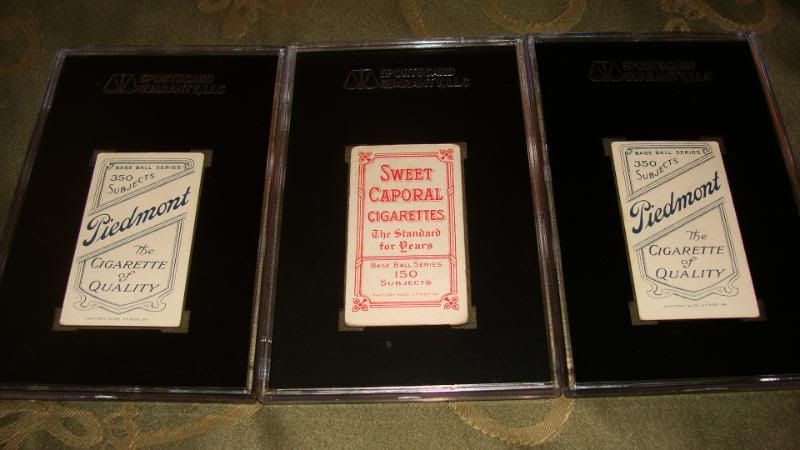 SPORTSCARD
GUARANTY, LLC
BASE BALL SERIES
350
SUBJECTS
Piedmont
The
CIGARETTE
of
QUALITY
SPORTSCARD
GUARANTY, LLC
SWEET
CAPORAL
CIGARETTES
The Standard
for Years
BASE BALL SERIES
150
SUBJECTS
SPORTSCARD
GUARANTY, LLC
BASE BALL SERIES
350
SUBJECTS
Piedmont
The
CIGARETTE
of
QUALITY